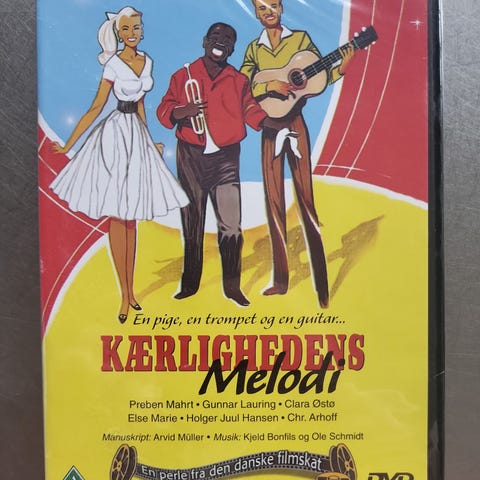 En pige, en trompet og en guitar...
KÆRLIGHEDENS
Melodi
Preben Mahrt • Gunnar Lauring • Clara Østø
Else Marie • Holger Juul Hansen • Chr. Arhoff
Manuskript: Arvid Müller • Musik: Kjeld Bonfils og Ole Schmidt
En perle fra den danske filmskat
DVD